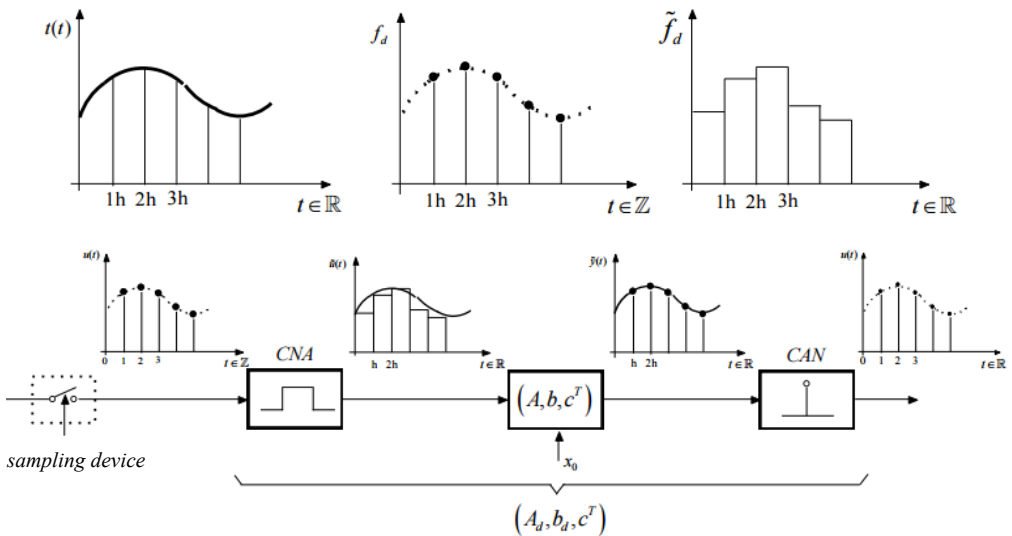 t(t)
1h 2h 3h
t∈ℝ
f_d
1h 2h 3h
t∈ℤ
f̃_d
1h 2h 3h
t∈ℝ
u(t)
0 1 2 3
t∈ℤ
ũ(t)
h 2h
t∈ℝ
ỹ(t)
h 2h
t∈ℝ
u(t)
0 1 2 3
t∈ℝ
CNA
(A,b,c^T)
CAN
sampling device
x_0
(A_d,b_d,c^T)